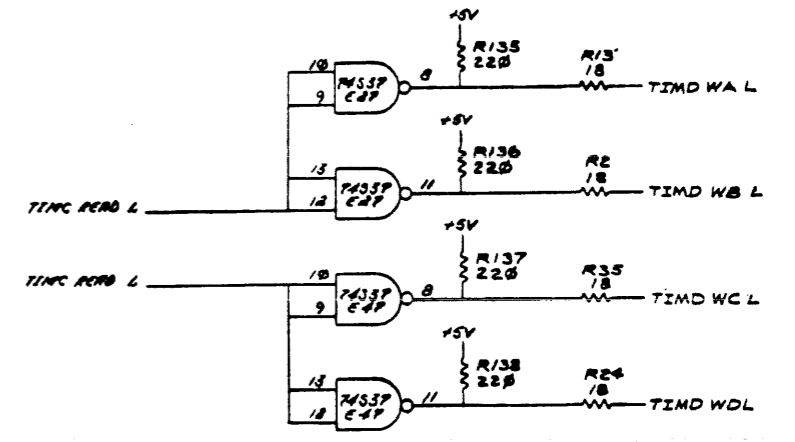 +5V
R135
220
10
9
74S37
E27
8
R13
18
TIMD WA L
+5V
R136
220
13
12
74S37
E27
11
R2
18
TIMD WB L
TIMC READ L
+5V
R137
220
TIMC READ L
10
9
74S37
E47
8
R35
18
TIMD WC L
+5V
R138
220
13
12
74S37
E47
11
R24
18
TIMD WDL